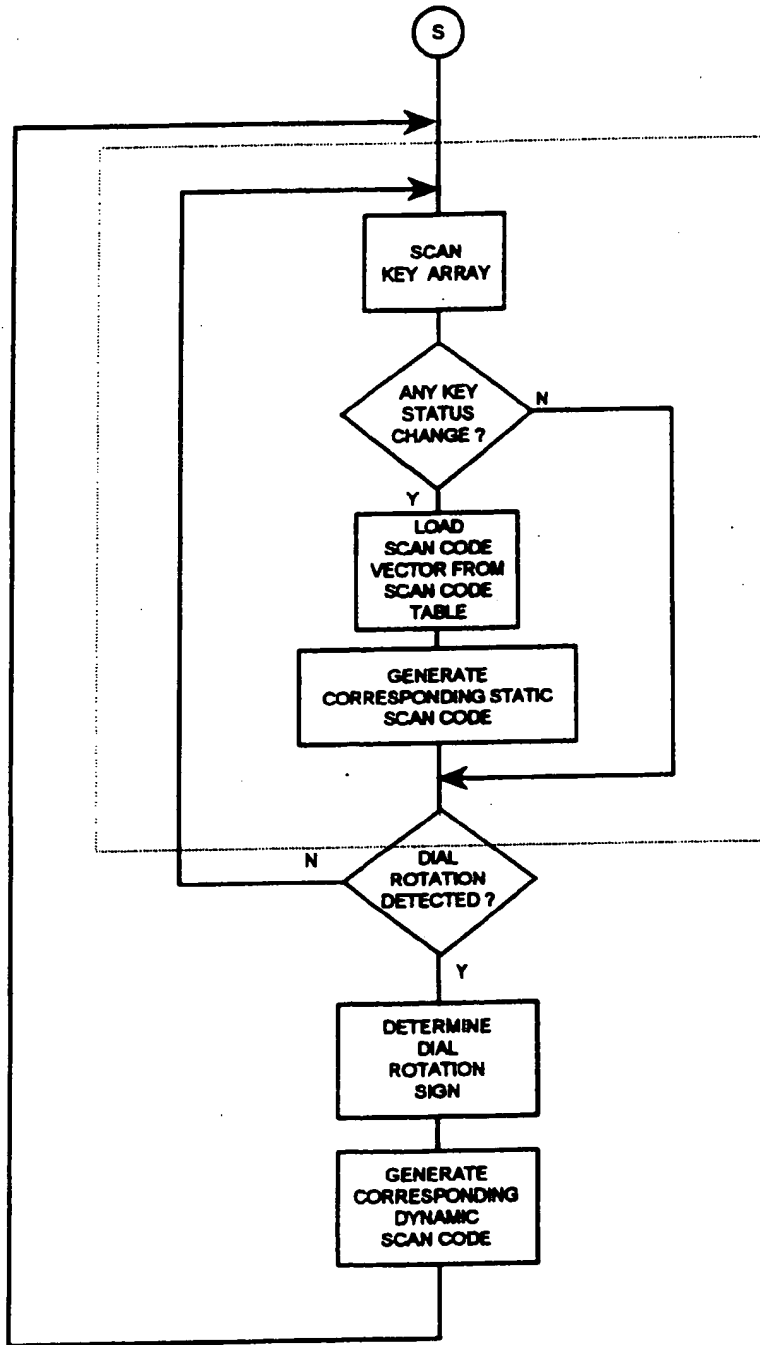 S
SCAN
KEY ARRAY
ANY KEY
STATUS
CHANGE ?
N
Y
LOAD
SCAN CODE
VECTOR FROM
SCAN CODE
TABLE
GENERATE
CORRESPONDING STATIC
SCAN CODE
N
DIAL
ROTATION
DETECTED ?
Y
DETERMINE
DIAL
ROTATION
SIGN
GENERATE
CORRESPONDING
DYNAMIC
SCAN CODE